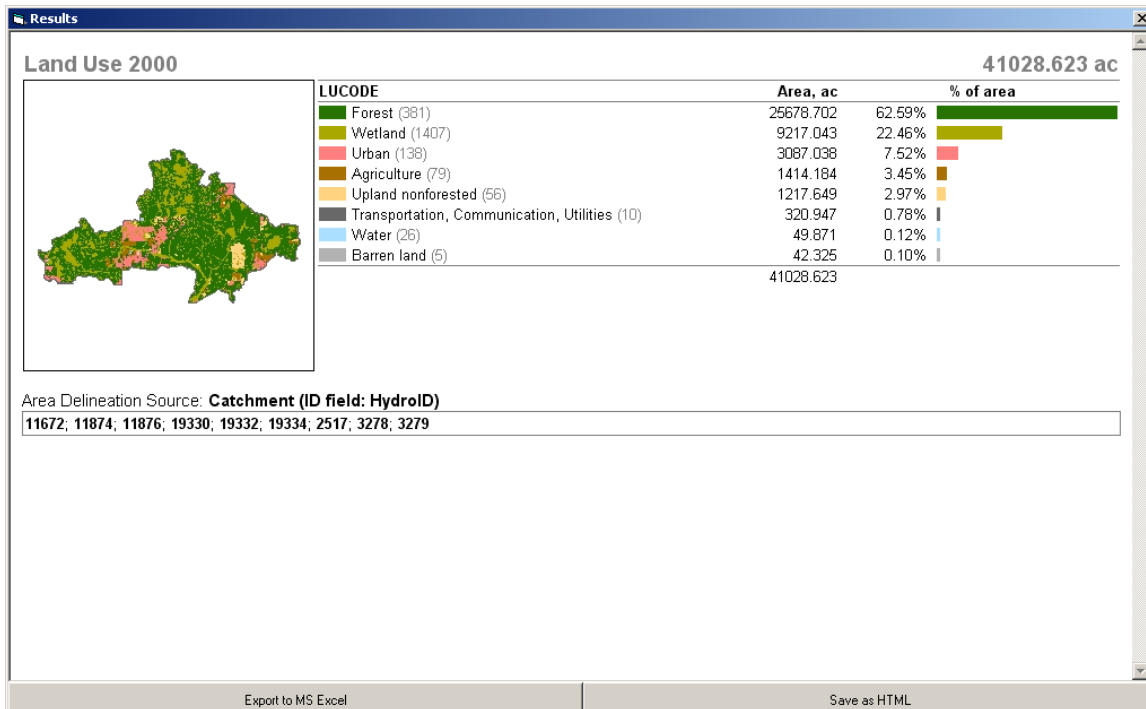 Results
Land Use 2000 41028.623 ac
LUCODE Area, ac % of area
Forest (381) 25678.702 62.59%
Wetland (1407) 9217.043 22.46%
Urban (138) 3087.038 7.52%
Agriculture (79) 1414.184 3.45%
Upland nonforested (56) 1217.649 2.97%
Transportation, Communication, Utilities (10) 320.947 0.78%
Water (26) 49.871 0.12%
Barren land (5) 42.325 0.10%
41028.623
Area Delineation Source: Catchment (ID field: HydroID)
11672; 11874; 11876; 19330; 19332; 19334; 2517; 3278; 3279
Export to MS Excel Save as HTML